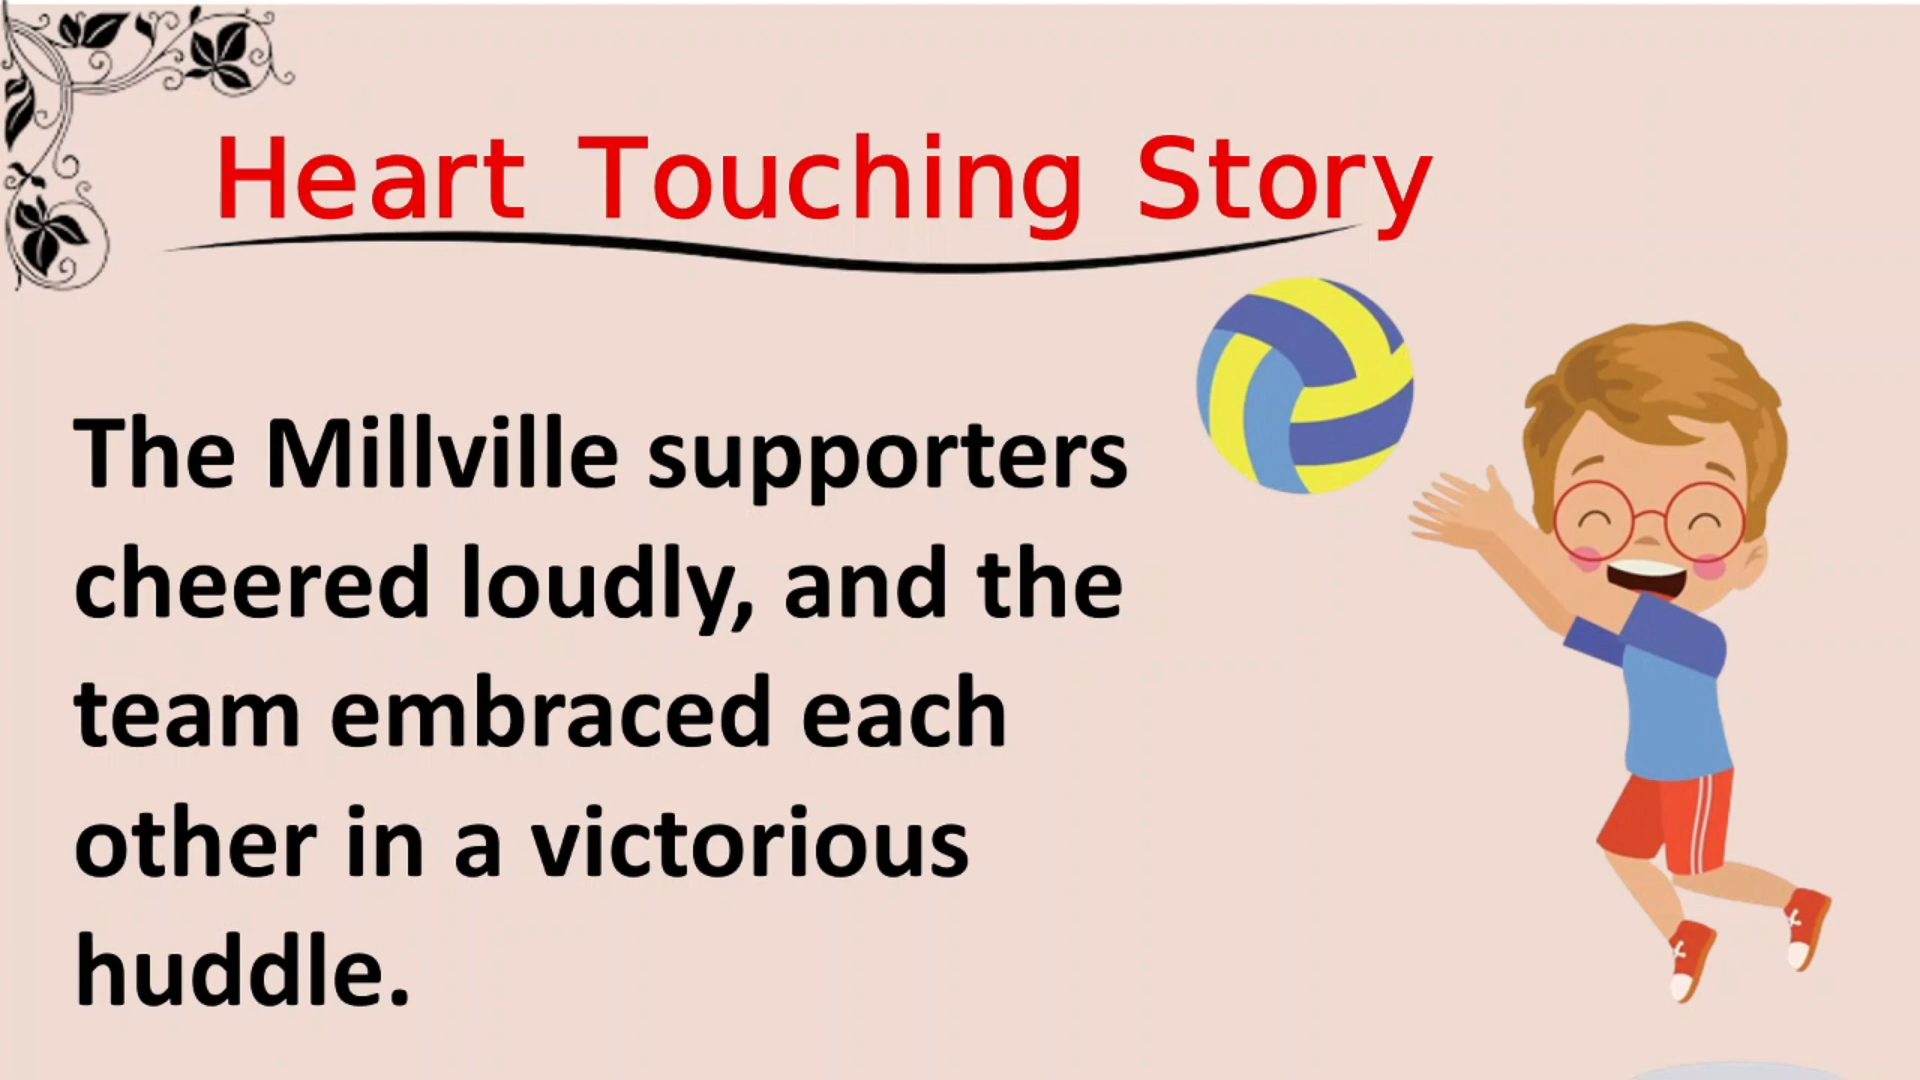 Heart Touching Story
The Millville supporters
cheered loudly, and the
team embraced each
other in a victorious
huddle.